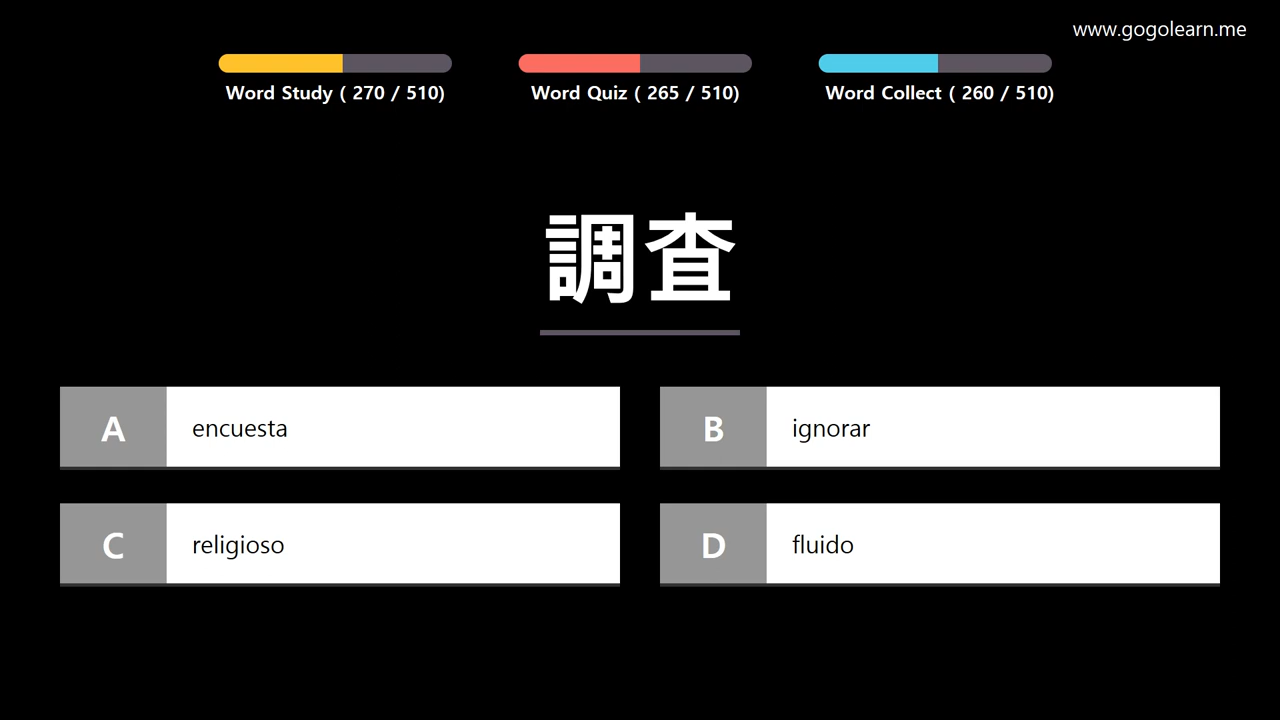 www.gogolearn.me
Word Study ( 270 / 510)
Word Quiz ( 265 / 510)
Word Collect ( 260 / 510)
調査
A encuesta
B ignorar
C religioso
D fluido